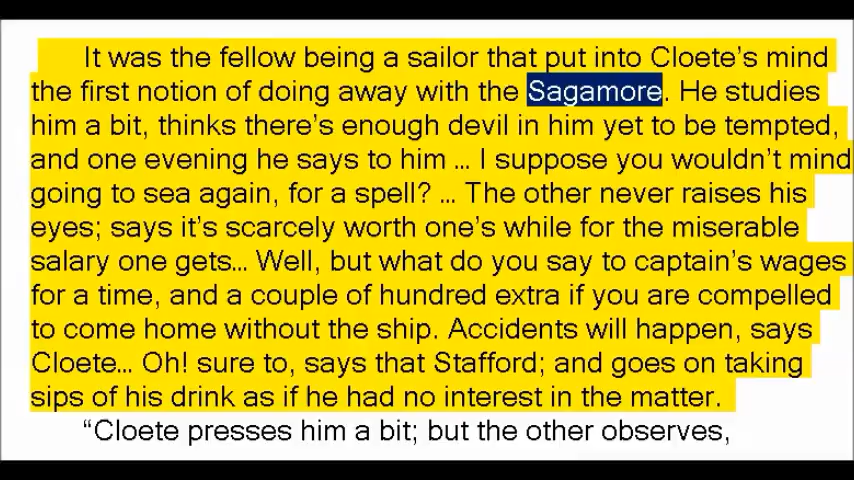 It was the fellow being a sailor that put into Cloete’s mind
the first notion of doing away with the Sagamore. He studies
him a bit, thinks there’s enough devil in him yet to be tempted,
and one evening he says to him ... I suppose you wouldn’t mind
going to sea again, for a spell? ... The other never raises his
eyes; says it’s scarcely worth one’s while for the miserable
salary one gets... Well, but what do you say to captain’s wages
for a time, and a couple of hundred extra if you are compelled
to come home without the ship. Accidents will happen, says
Cloete... Oh! sure to, says that Stafford; and goes on taking
sips of his drink as if he had no interest in the matter.
“Cloete presses him a bit; but the other observes,